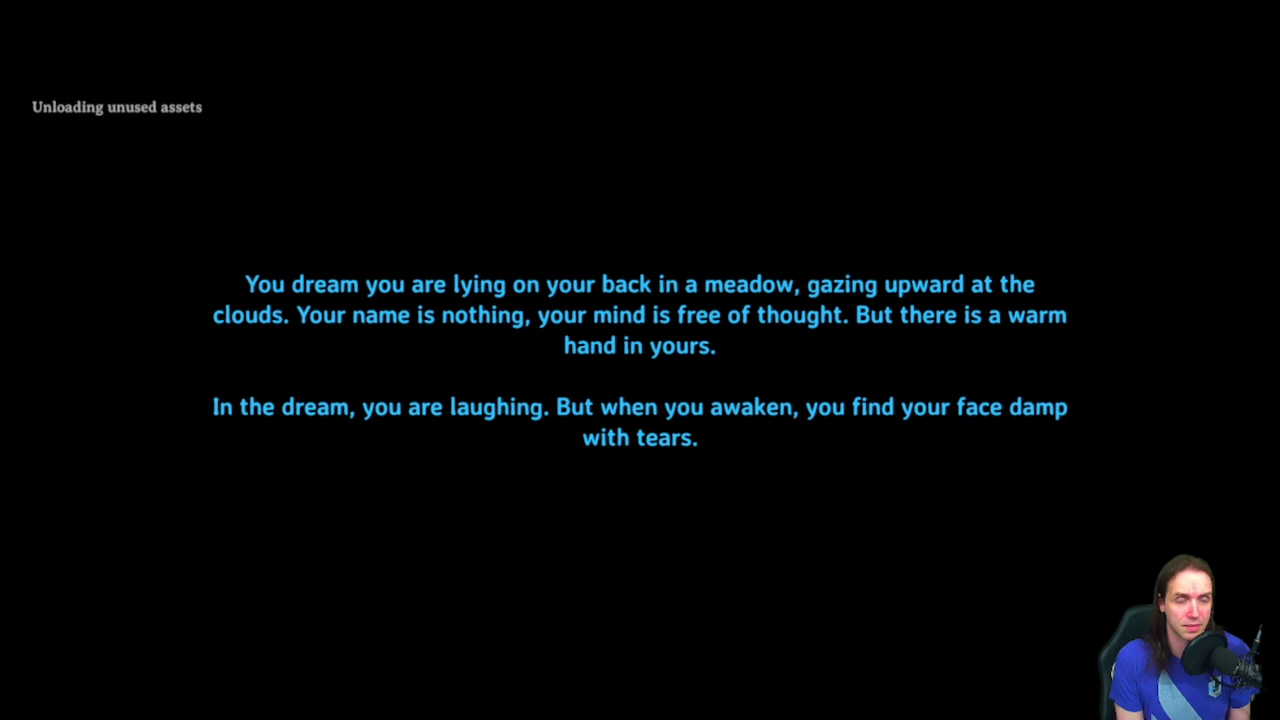 Unloading unused assets
You dream you are lying on your back in a meadow, gazing upward at the
clouds. Your name is nothing, your mind is free of thought. But there is a warm
hand in yours.
In the dream, you are laughing. But when you awaken, you find your face damp
with tears.